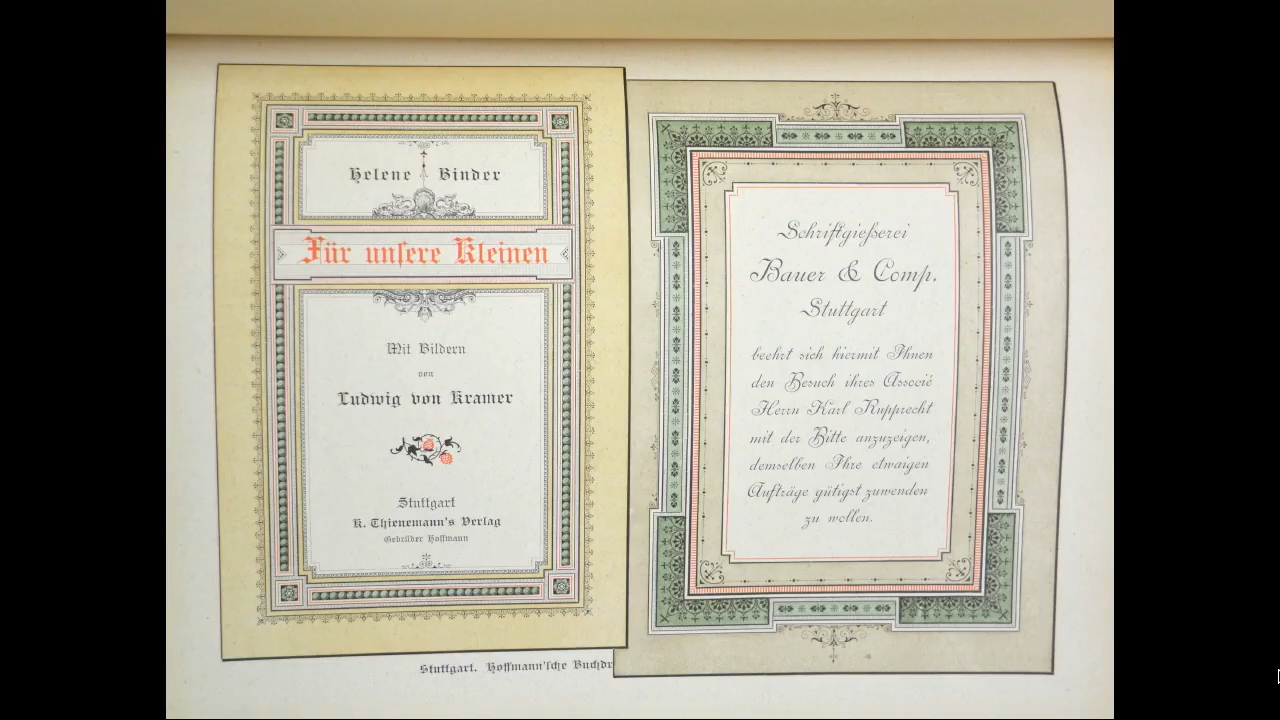 Helene Binder
Für unsere Kleinen
Mit Bildern
von
Ludwig von Kramer
Stuttgart
K. Thienemann's Verlag
Gebrüder Hoffmann
Stuttgart. Hoffmann'sche Buchdr
Schriftgießerei
Bauer & Comp.
Stuttgart
beehrt sich hiermit Ihnen
den Besuch ihres Associé
Herrn Karl Rupprecht
mit der Bitte anzuzeigen,
demselben Ihre etwaigen
Aufträge gütigst zuwenden
zu wollen.